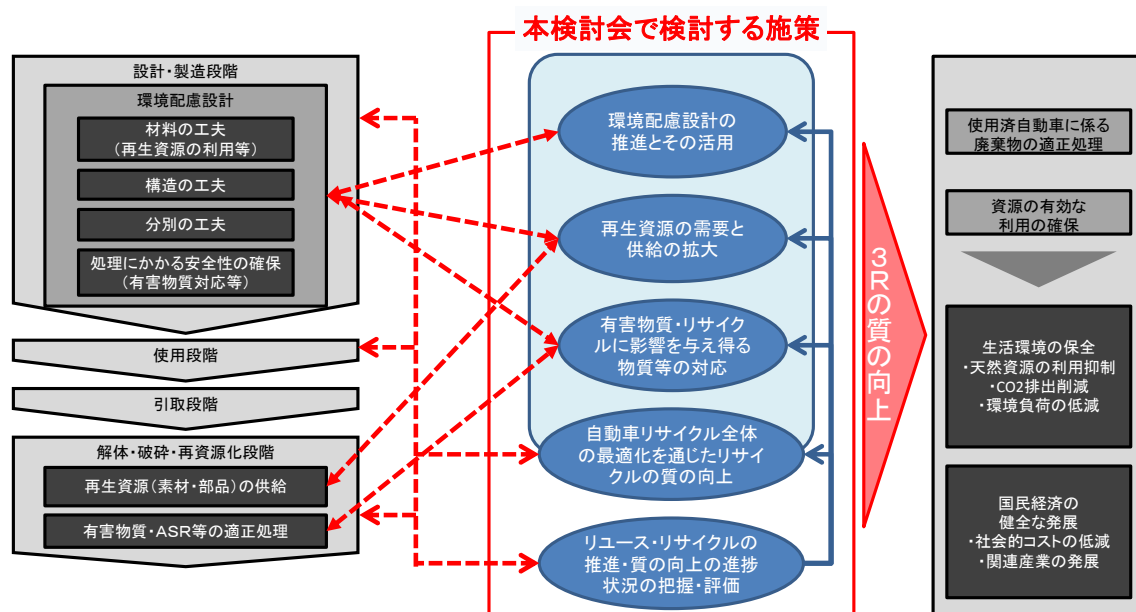 本検討会で検討する施策
設計・製造段階
環境配慮設計
材料の工夫
(再生資源の利用等)
構造の工夫
分別の工夫
処理にかかる安全性の確保
(有害物質対応等)
使用段階
引取段階
解体・破砕・再資源化段階
再生資源(素材・部品)の供給
有害物質・ASR等の適正処理
環境配慮設計の
推進とその活用
再生資源の需要と
供給の拡大
有害物質・リサイク
ルに影響を与え得る
物質等の対応
自動車リサイクル全体
の最適化を通じたリサイ
クルの質の向上
リユース・リサイクルの
推進・質の向上の進捗
状況の把握・評価
3Rの質の向上
使用済自動車に係る
廃棄物の適正処理
資源の有効な
利用の確保
生活環境の保全
・天然資源の利用抑制
・CO2排出削減
・環境負荷の低減
国民経済の
健全な発展
・社会的コストの低減
・関連産業の発展